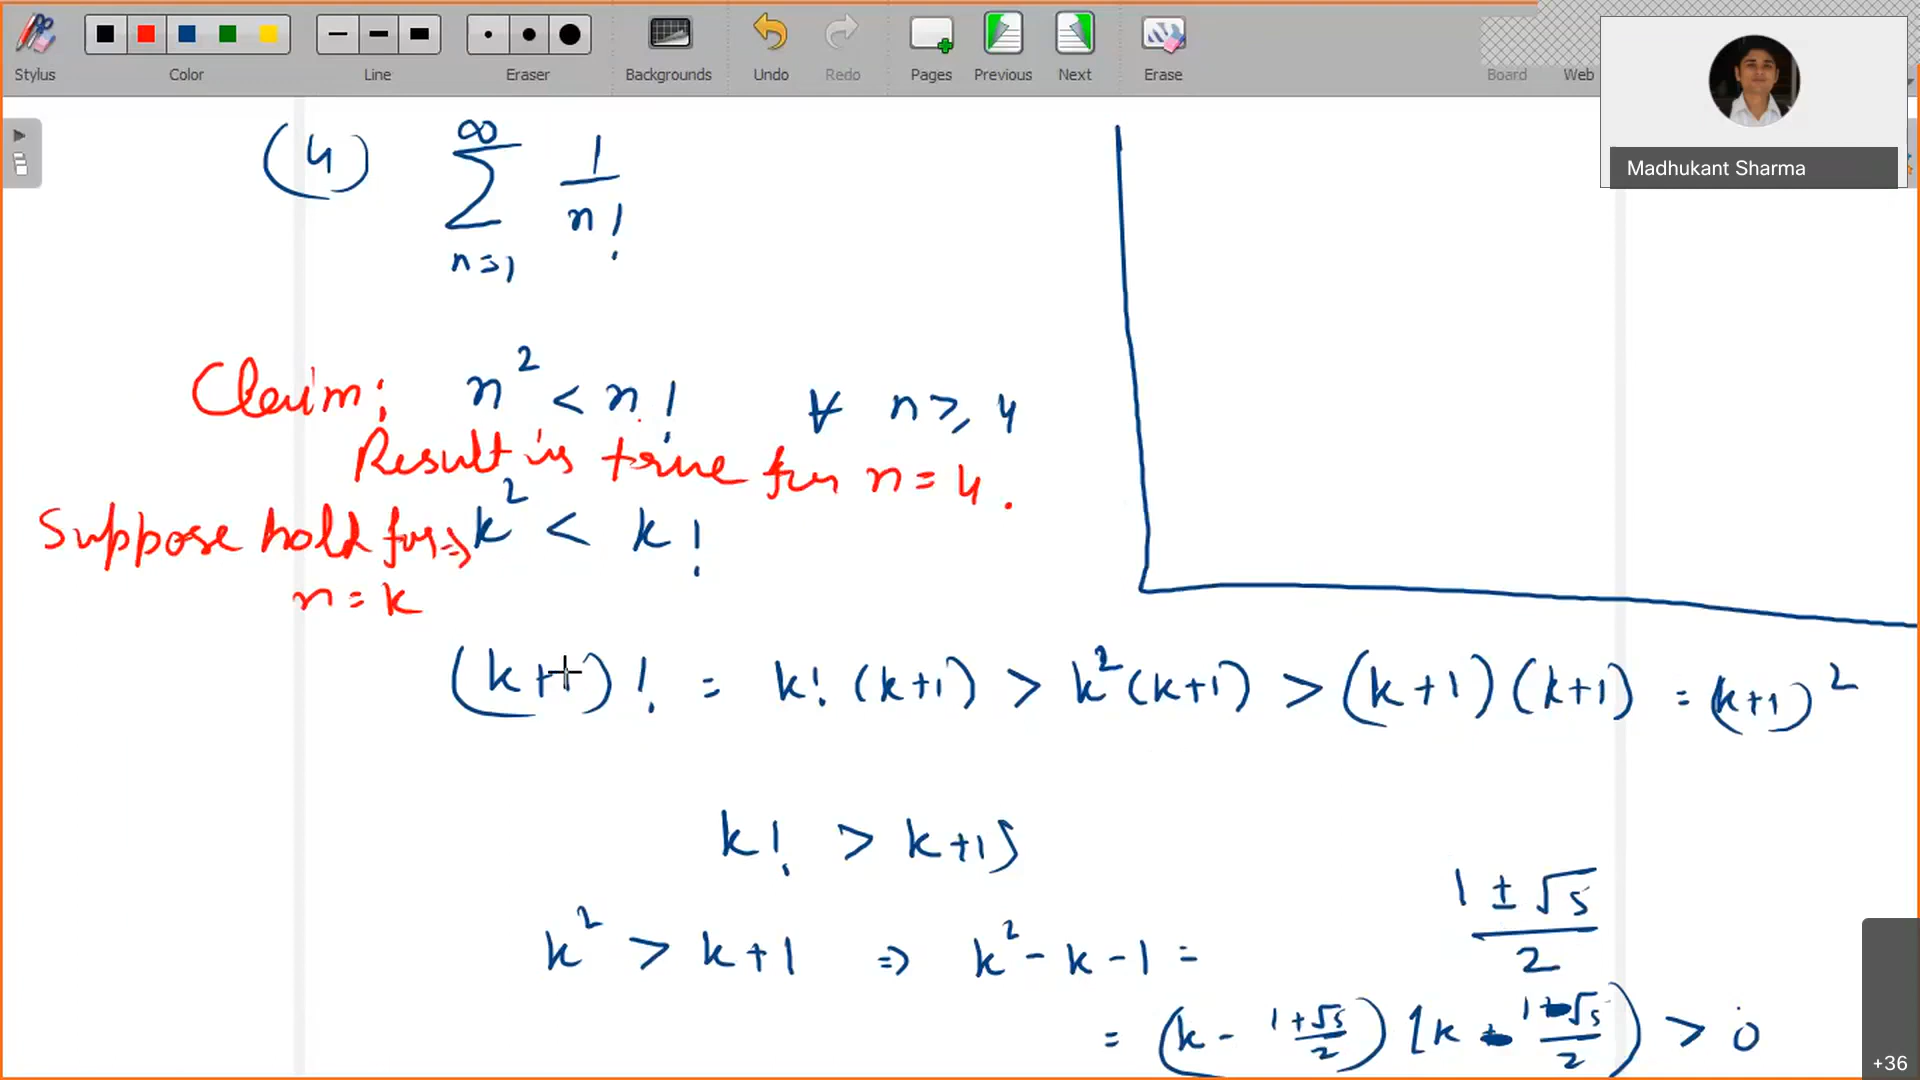 Stylus Color Line Eraser Backgrounds Undo Redo Pages Previous Next Erase Board Web
Madhukant Sharma
(4) ∞ ∑ n=1 1/n!
Claim: n² < n! ∀ n ≥ 4
Result is true for n = 4.
Suppose hold for ⇒ k² < k!
n = k
(k+1)! = k! (k+1) > k² (k+1) > (k+1) (k+1) = (k+1)²
k! > k+1
k² > k+1 ⇒ k² - k - 1 =
1 ± √5 / 2
= (k - 1+√5/2) (k - 1-√5/2) > 0
+36